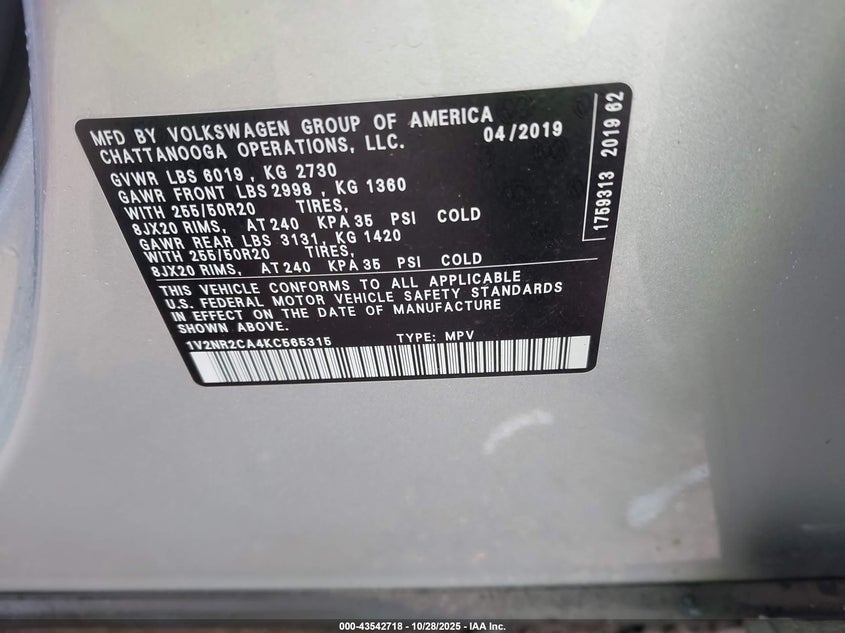 MFD BY VOLKSWAGEN GROUP OF AMERICA
CHATTANOOGA OPERATIONS, LLC. 04/2019
GVWR LBS 6019 , KG 2730
GAWR FRONT LBS 2998 , KG 1360
WITH 255/50R20 TIRES,
8JX20 RIMS, AT 240 KPA 35 PSI COLD
GAWR REAR LBS 3131, KG 1420
WITH 255/50R20 TIRES,
8JX20 RIMS, AT 240 KPA 35 PSI COLD
THIS VEHICLE CONFORMS TO ALL APPLICABLE
U.S. FEDERAL MOTOR VEHICLE SAFETY STANDARDS
IN EFFECT ON THE DATE OF MANUFACTURE
SHOWN ABOVE.
1V2NR2CA4KC565315 TYPE: MPV
1759313 2019 62
000-43542718 - 10/28/2025 - IAA Inc.